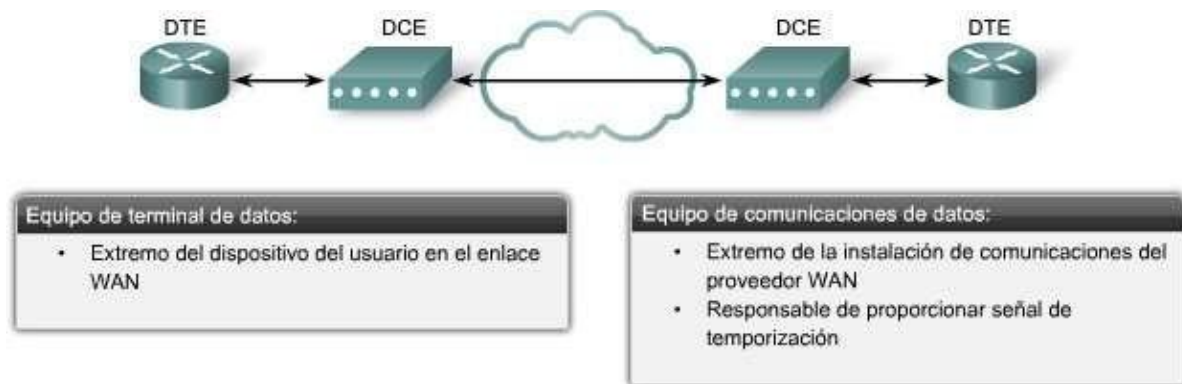 DTE DCE DCE DTE
Equipo de terminal de datos:
• Extremo del dispositivo del usuario en el enlace
WAN
Equipo de comunicaciones de datos:
• Extremo de la instalación de comunicaciones del
proveedor WAN
• Responsable de proporcionar señal de
temporización